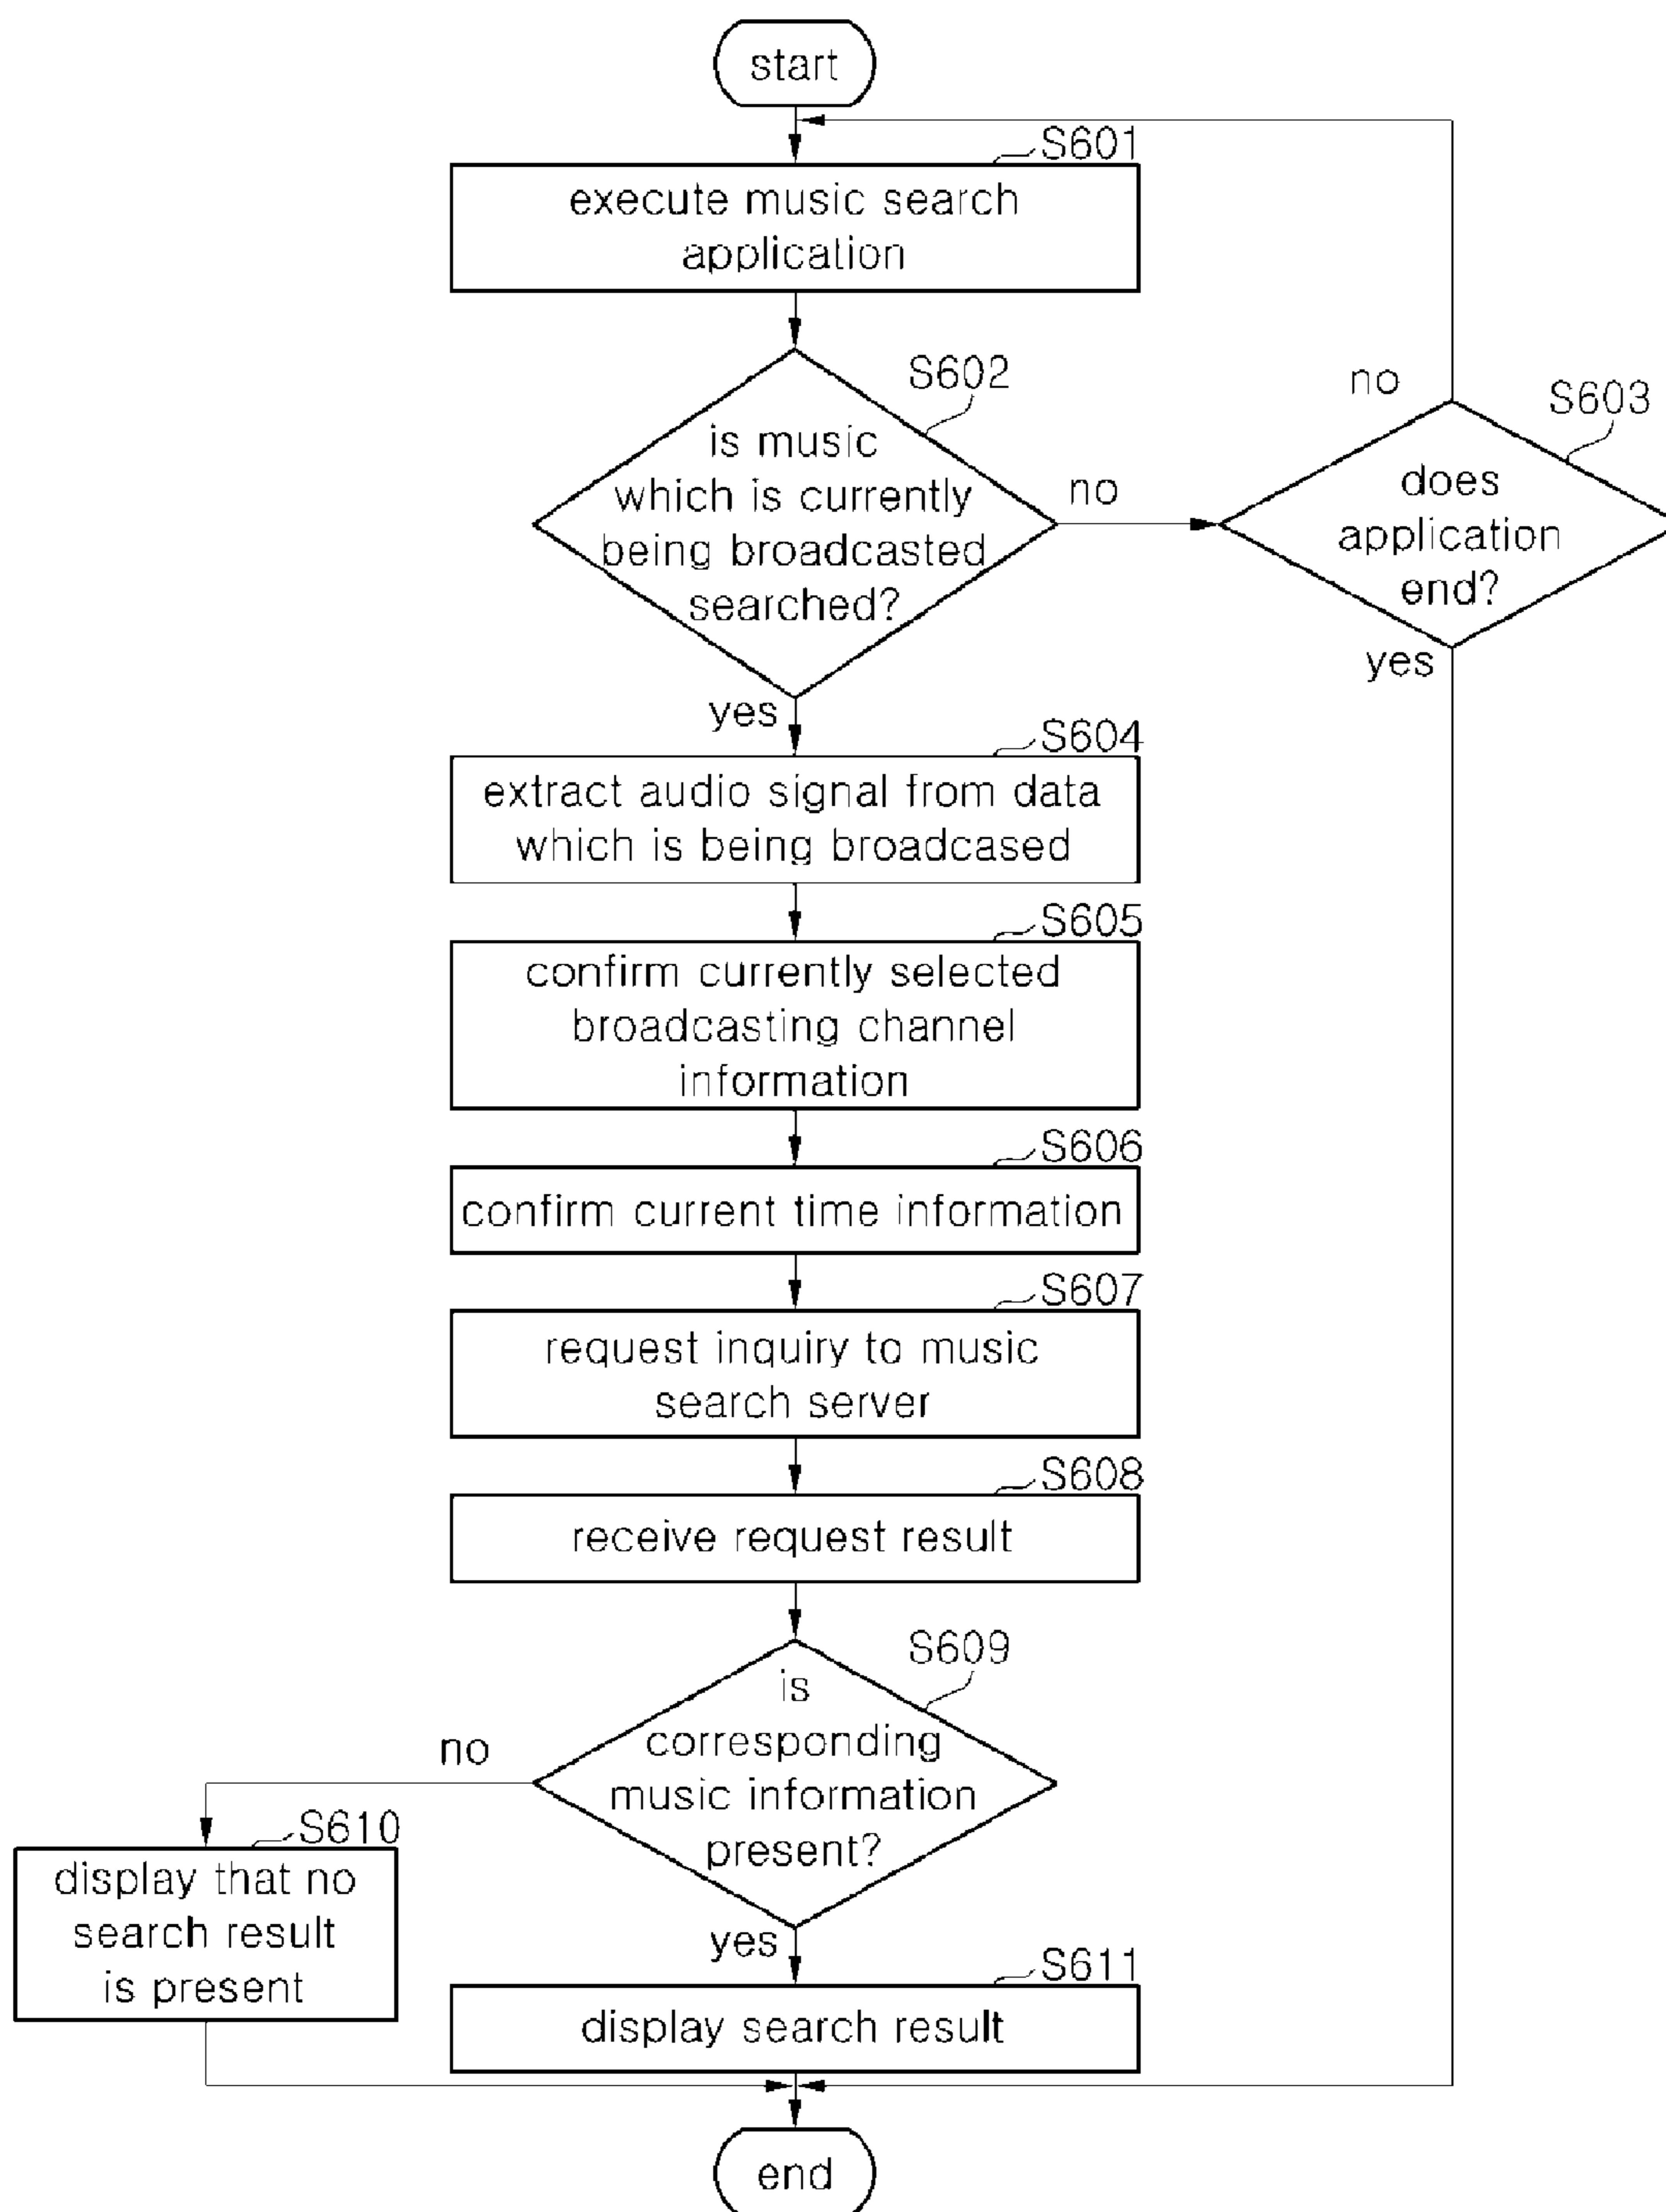 start
S601
execute music search
application
S602
is music
which is currently
being broadcasted
searched?
no
no
S603
does
application
end?
yes
yes
S604
extract audio signal from data
which is being broadcased
S605
confirm currently selected
broadcasting channel
information
S606
confirm current time information
S607
request inquiry to music
search server
S608
receive request result
S609
is
corresponding
music information
present?
no
S610
display that no
search result
is present
yes
S611
display search result
end